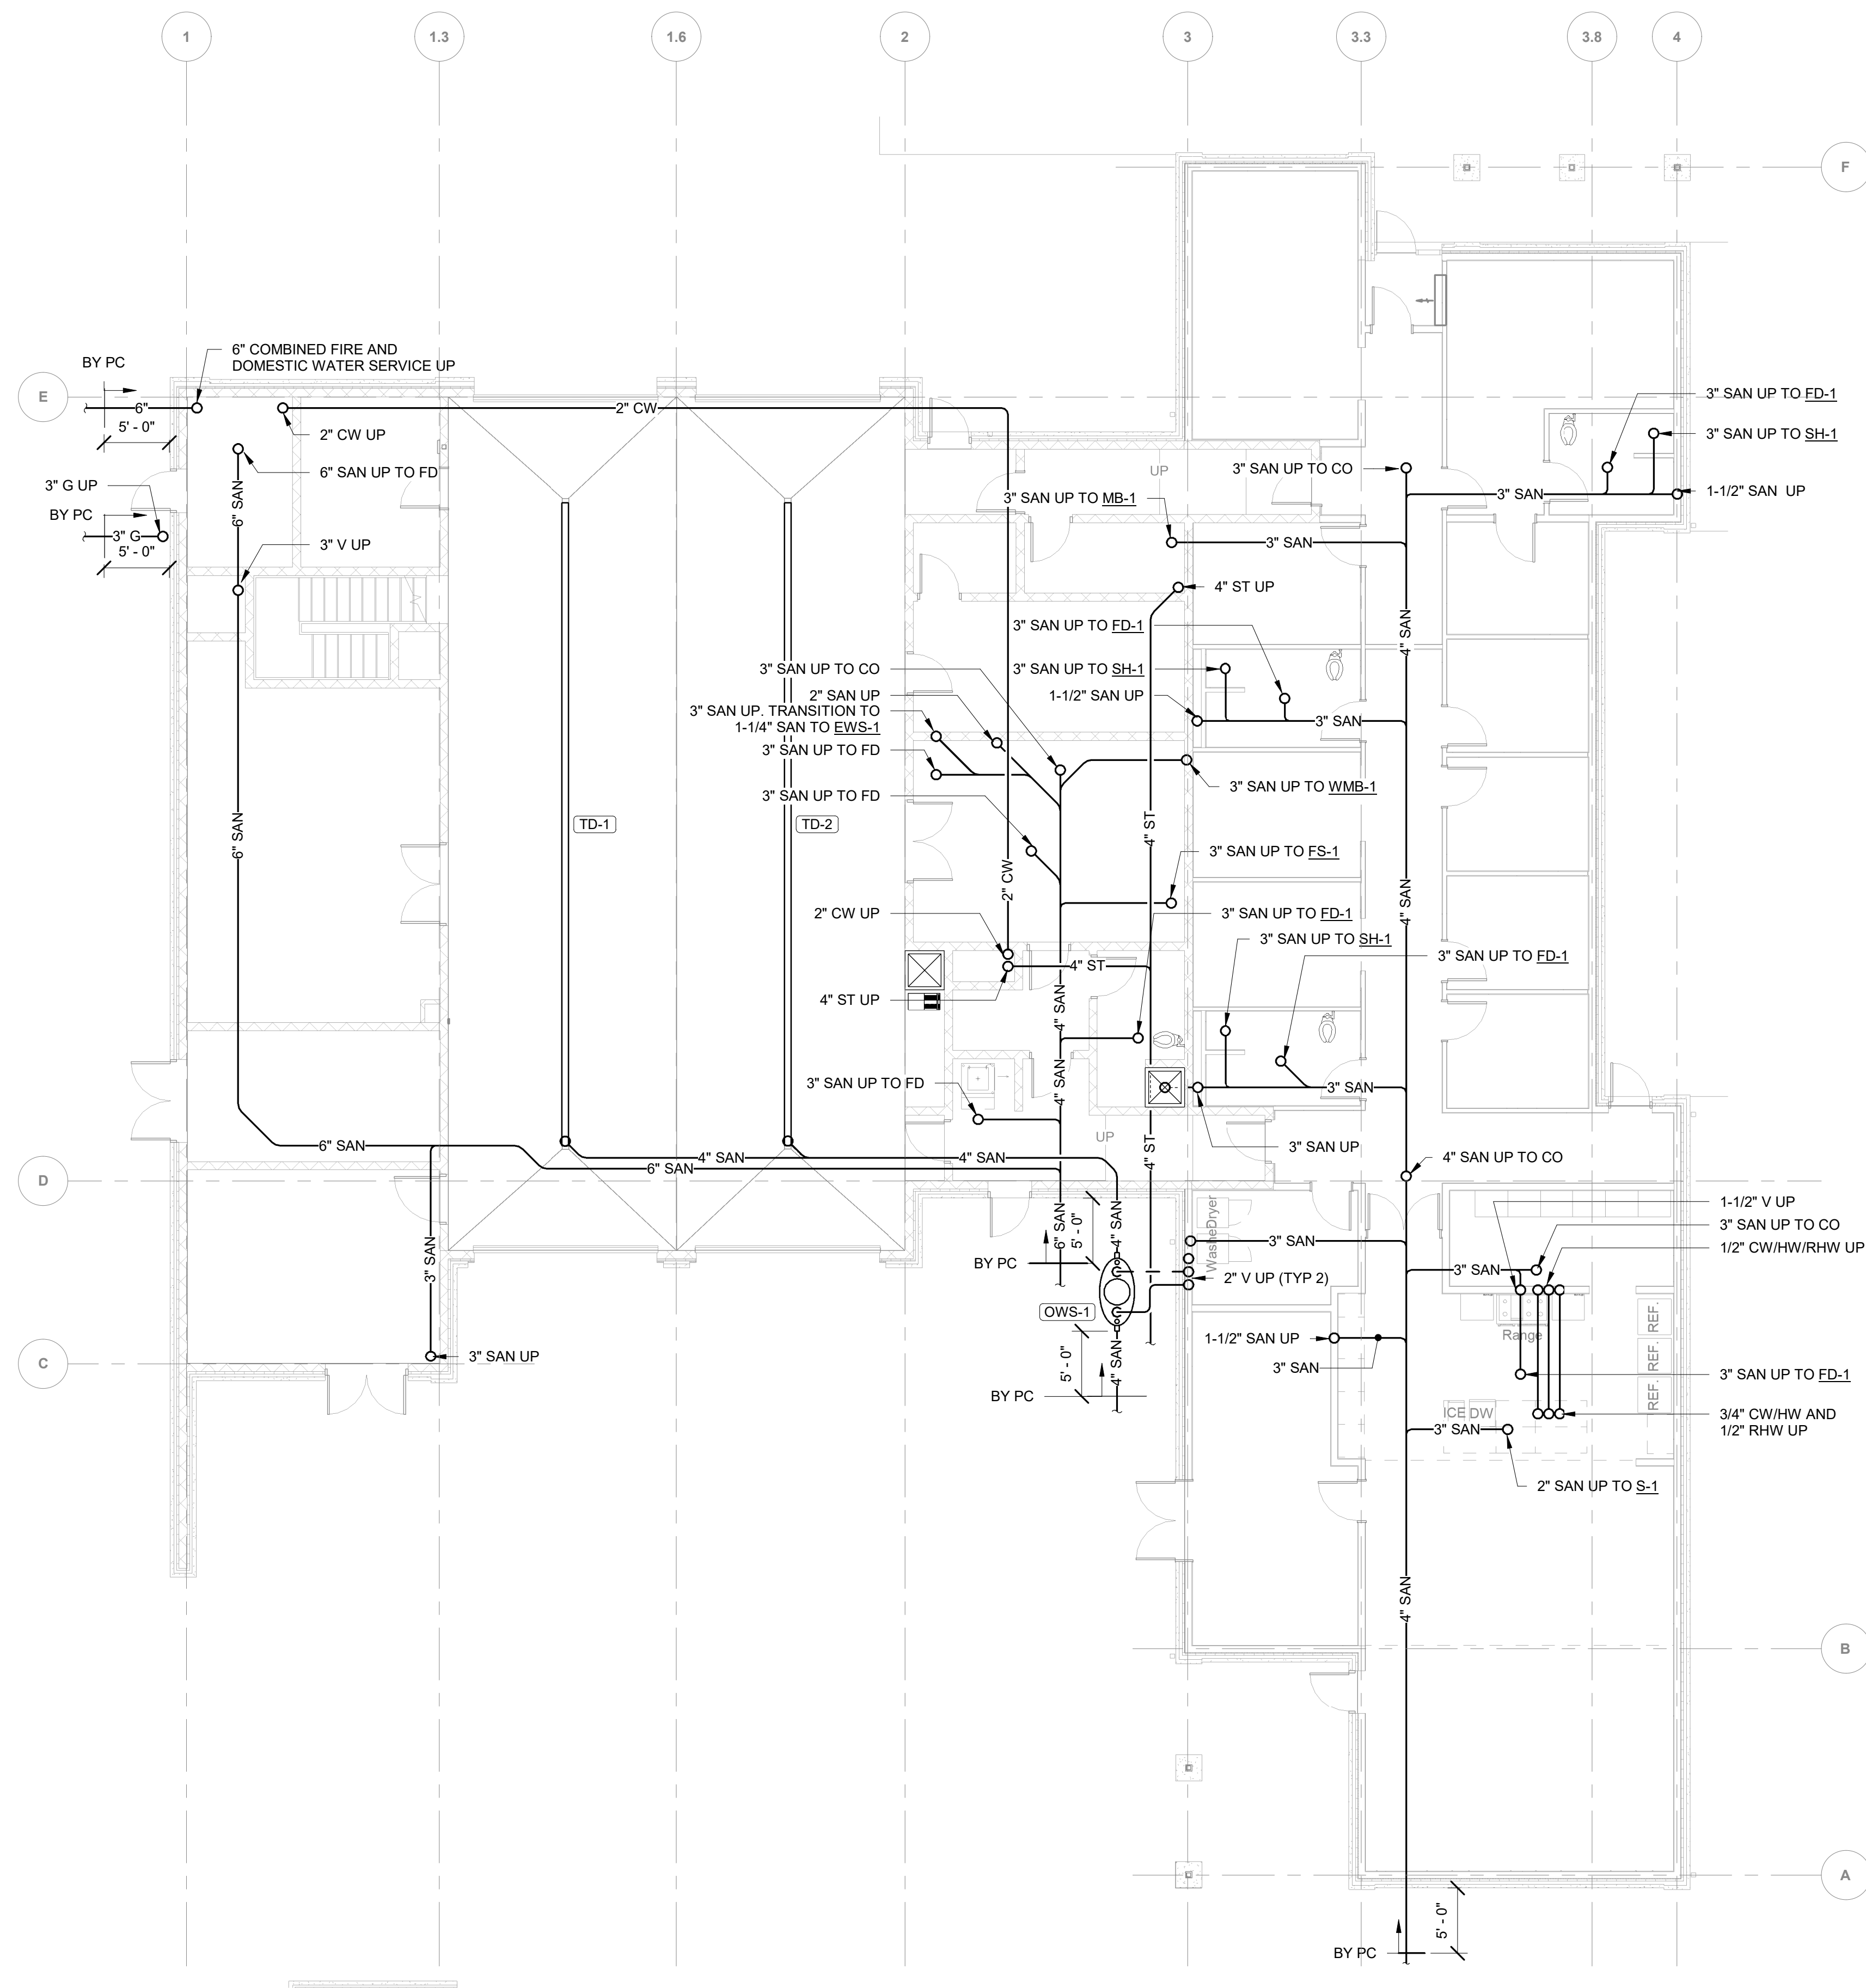 1
1.3
1.6
2
3
3.3
3.8
4
F
BY PC
6" COMBINED FIRE AND
DOMESTIC WATER SERVICE UP
E
6"
5' - 0"
2" CW
2" CW UP
6" SAN UP TO FD
3" G UP
BY PC
3" G
5' - 0"
6" SAN
3" V UP
UP
3" SAN UP TO CO
3" SAN UP TO FD-1
3" SAN UP TO SH-1
3" SAN
1-1/2" SAN UP
3" SAN UP TO MB-1
3" SAN
4" ST UP
4" SAN
3" SAN UP TO FD-1
3" SAN UP TO SH-1
1-1/2" SAN UP
3" SAN
3" SAN UP TO CO
2" SAN UP
3" SAN UP. TRANSITION TO
1-1/4" SAN TO EWS-1
3" SAN UP TO FD
3" SAN UP TO FD
3" SAN UP TO WMB-1
6" SAN
TD-1
TD-2
4" ST
2" CW
3" SAN UP TO FS-1
4" SAN
2" CW UP
3" SAN UP TO FD-1
3" SAN UP TO SH-1
3" SAN UP TO FD-1
4" ST
4" ST UP
4" SAN
4" SAN
3" SAN UP TO FD
3" SAN
UP
3" SAN UP
6" SAN
4" SAN
4" SAN
6" SAN
4" ST
4" SAN UP TO CO
D
6" SAN
5' - 0"
4" SAN
Washer
Dryer
1-1/2" V UP
3" SAN UP TO CO
1/2" CW/HW/RHW UP
3" SAN
3" SAN
BY PC
3" SAN
2" V UP (TYP 2)
OWS-1
1-1/2" SAN UP
3" SAN
Range
REF.
REF.
REF.
C
3" SAN UP
5' - 0"
4" SAN
BY PC
3" SAN UP TO FD-1
ICE
DW
3/4" CW/HW AND
1/2" RHW UP
3" SAN
2" SAN UP TO S-1
4" SAN
B
A
5' - 0"
BY PC